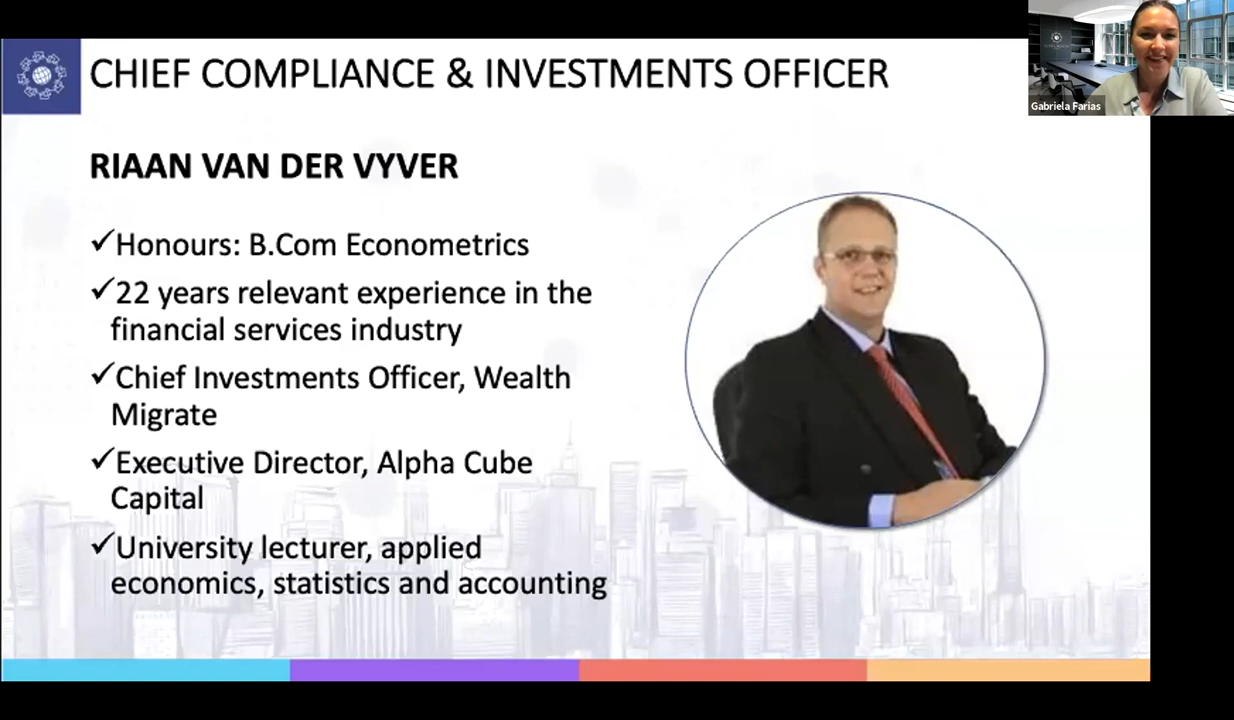 CHIEF COMPLIANCE & INVESTMENTS OFFICER
Gabriela Farias
RIAAN VAN DER VYVER
✓Honours: B.Com Econometrics
✓22 years relevant experience in the
financial services industry
✓Chief Investments Officer, Wealth
Migrate
✓Executive Director, Alpha Cube
Capital
✓University lecturer, applied
economics, statistics and accounting